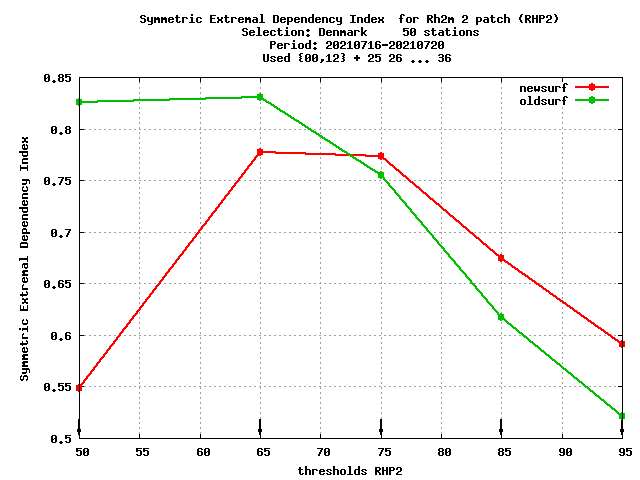 Symmetric Extremal Dependency Index  for Rh2m 2 patch (RHP2)
Selection: Denmark     50 stations
Period: 20210716-20210720
Used {00,12} + 25 26 ... 36
newsurf
oldsurf
Symmetric Extremal Dependency Index
0.85
0.8
0.75
0.7
0.65
0.6
0.55
0.5
50 55 60 65 70 75 80 85 90 95
thresholds RHP2